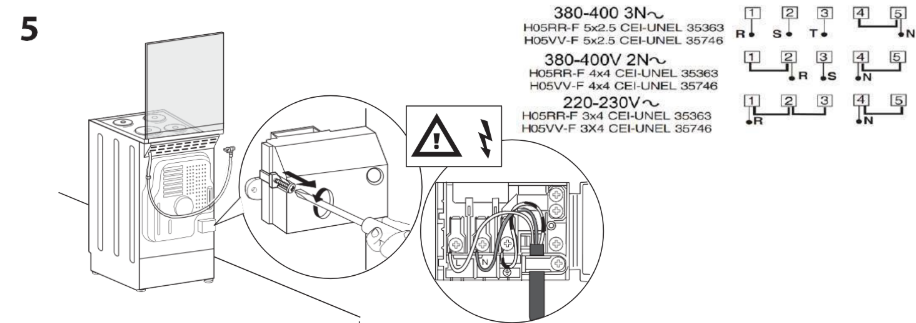 5
380-400 3N~
H05RR-F 5x2.5 CEI-UNEL 35363
H05VV-F 5x2.5 CEI-UNEL 35746
1 2 3 4 5
R S T N
380-400V 2N~
H05RR-F 4x4 CEI-UNEL 35363
H05VV-F 4x4 CEI-UNEL 35746
1 2 3 4 5
R S N
220-230V~
H05RR-F 3x4 CEI-UNEL 35363
H05VV-F 3X4 CEI-UNEL 35746
1 2 3 4 5
R N
L N